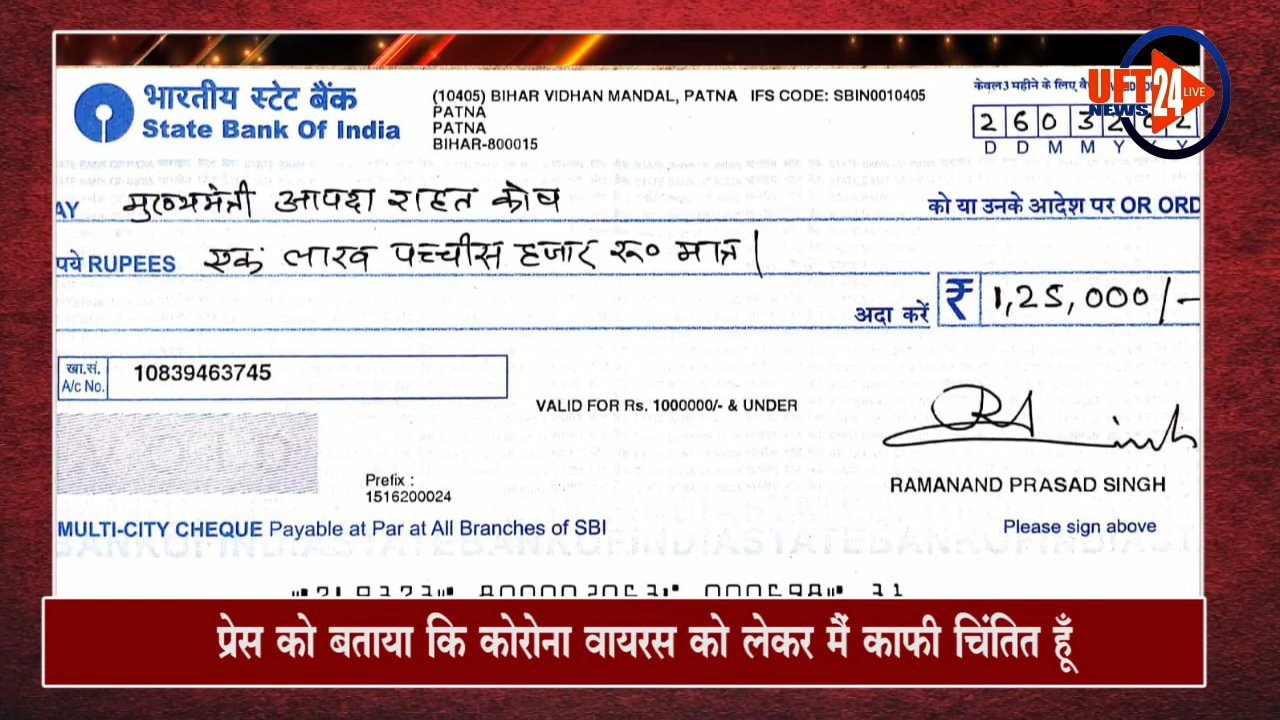 भारतीय स्टेट बैंक
State Bank Of India
(10405) BIHAR VIDHAN MANDAL, PATNA IFS CODE: SBIN0010405
PATNA
PATNA
BIHAR-800015
केवल 3 महीने के लिए
2 6 0 3 2
D D M M Y Y Y
UFT
NEWS 24 LIVE
AY मुख्यमंत्री आपदा राहत कोष
को या उनके आदेश पर OR ORD
पये RUPEES एक लाख पच्चीस हजार रू० मात्र|
अदा करें ₹ 1,25,000/-
खा.सं.
A/c No. 10839463745
VALID FOR Rs. 1000000/- & UNDER
RAMANAND PRASAD SINGH
Prefix :
1516200024
MULTI-CITY CHEQUE Payable at Par at All Branches of SBI
Please sign above
प्रेस को बताया कि कोरोना वायरस को लेकर मैं काफी चिंतित हूँ